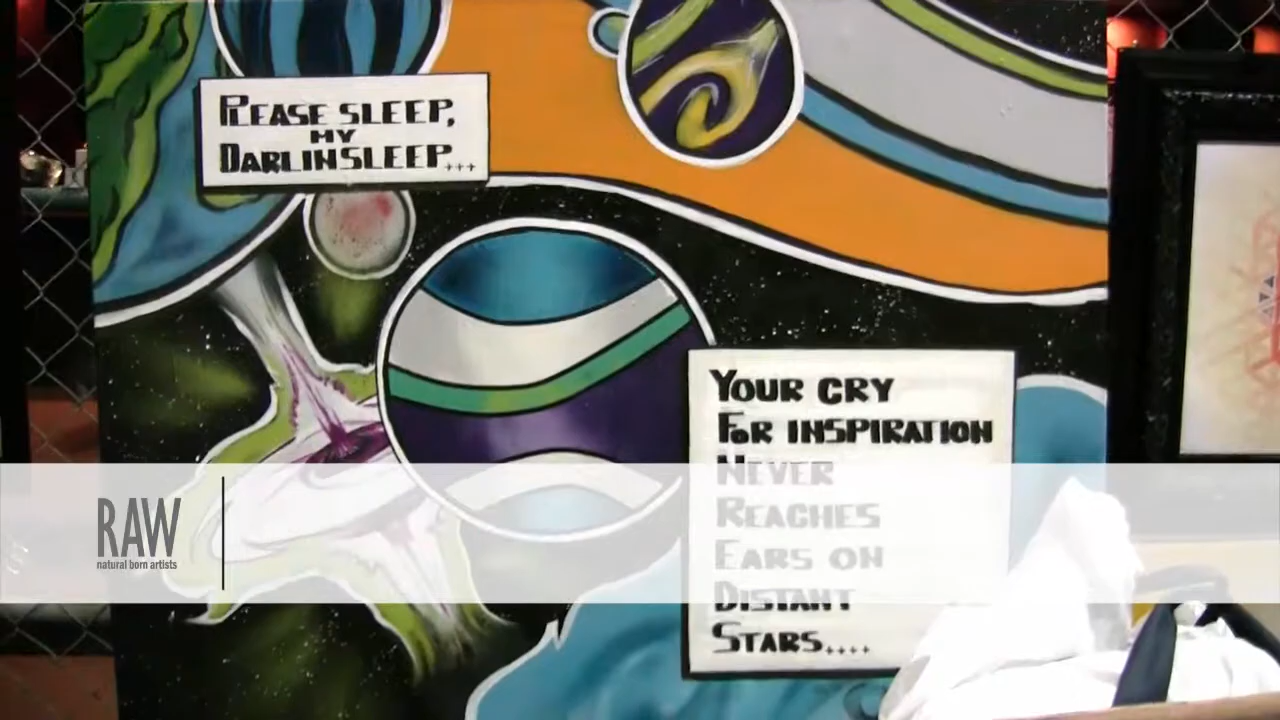 PLEASE SLEEP,
MY
DARLIN SLEEP...
YOUR CRY
FOR INSPIRATION
NEVER
REACHES
EARS ON
DISTANT
STARS....
RAW
natural born artists